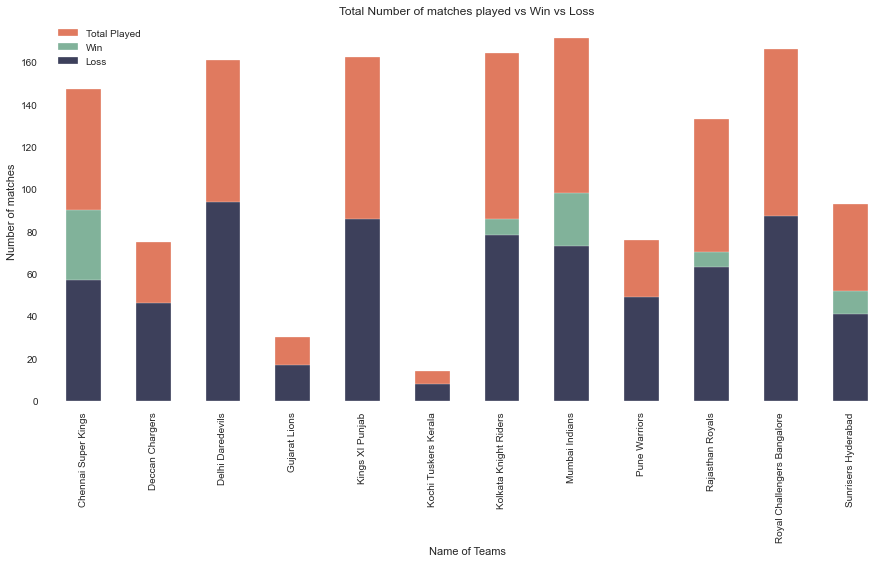 Total Number of matches played vs Win vs Loss
Total Played
Win
Loss
Number of matches
160
140
120
100
80
60
40
20
0
Chennai Super Kings
Deccan Chargers
Delhi Daredevils
Gujarat Lions
Kings XI Punjab
Kochi Tuskers Kerala
Kolkata Knight Riders
Mumbai Indians
Pune Warriors
Rajasthan Royals
Royal Challengers Bangalore
Sunrisers Hyderabad
Name of Teams